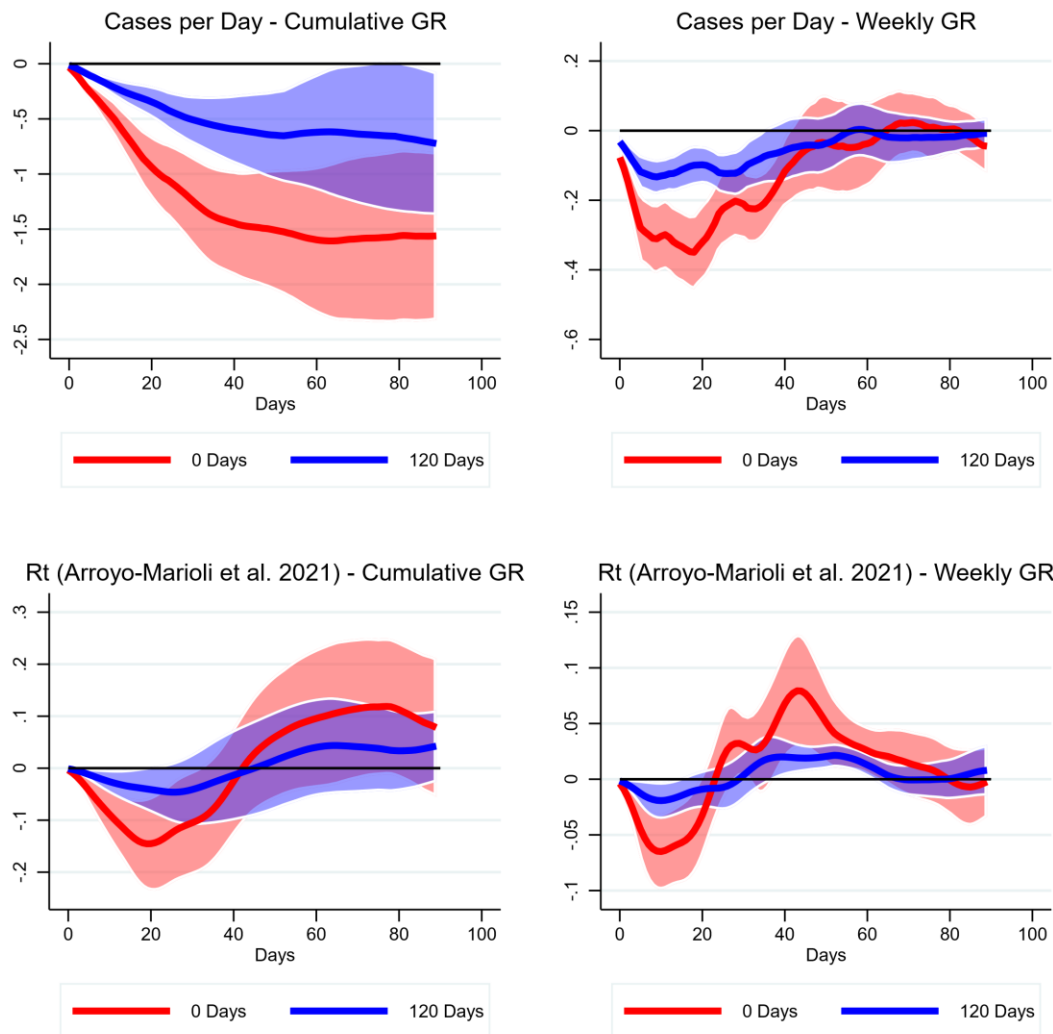 Cases per Day - Cumulative GR
0
-.5
-1
-1.5
-2
-2.5
0 20 40 60 80 100
Days
0 Days 120 Days
Cases per Day - Weekly GR
.2
0
-.2
-.4
-.6
0 20 40 60 80 100
Days
0 Days 120 Days
Rt (Arroyo-Marioli et al. 2021) - Cumulative GR
.3
.2
.1
0
-.1
-.2
0 20 40 60 80 100
Days
0 Days 120 Days
Rt (Arroyo-Marioli et al. 2021) - Weekly GR
.15
.1
.05
0
-.05
-.1
0 20 40 60 80 100
Days
0 Days 120 Days